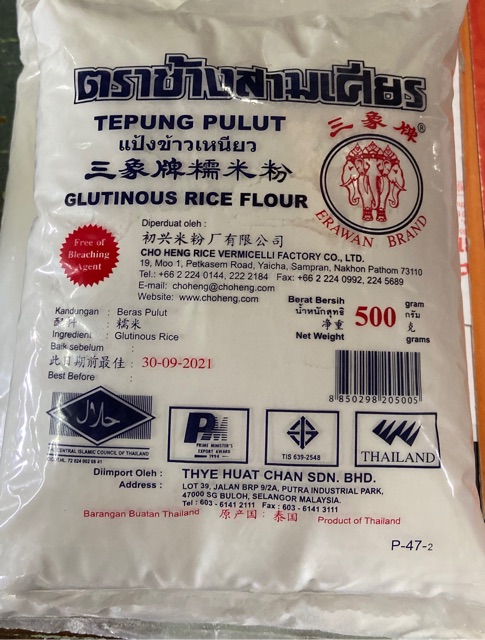 ตราช้างสามเศียร
TEPUNG PULUT
แป้งข้าวเหนียว
三象牌糯米粉
GLUTINOUS RICE FLOUR
三象牌®
ERAWAN BRAND
Free of
Bleaching
Agent
Diperduat oleh :
初兴米粉厂有限公司
CHO HENG RICE VERMICELLI FACTORY CO., LTD.
19, Moo 1, Petkasem Road, Yaicha, Sampran, Nakhon Pathom 73110
Tel.: +66 2 224 0144, 222 2184 Fax: +66 2 224 0992, 224 5689
E-mail : choheng@choheng.com
Website: www.choheng.com
Kandungan : Beras Pulut
配料 : 糯米
Ingredient : Glutinous Rice
Baik sebelum :
此日期前最佳 : 30-09-2021
Best Before :
Berat Bersih gram
น้ำหนักสุทธิ 500 กรัม
净重 克
Net Weight grams
8 850298 205005
حلال
CENTRAL ISLAMIC COUNCIL OF THAILAND
PM
PRIME MINISTER'S
EXPORT AWARD
1994
TIS 639-2548
THAILAND
Diimport Oleh : THYE HUAT CHAN SDN. BHD.
Address : LOT 39, JALAN BRP 9/2A, PUTRA INDUSTRIAL PARK,
47000 SG BULOH, SELANGOR MALAYSIA.
Tel : 603 - 6141 2111 Fax : 603 - 6141 3111
Barangan Buatan Thailand 原产国 : 泰国 Product of Thailand
P-47-2